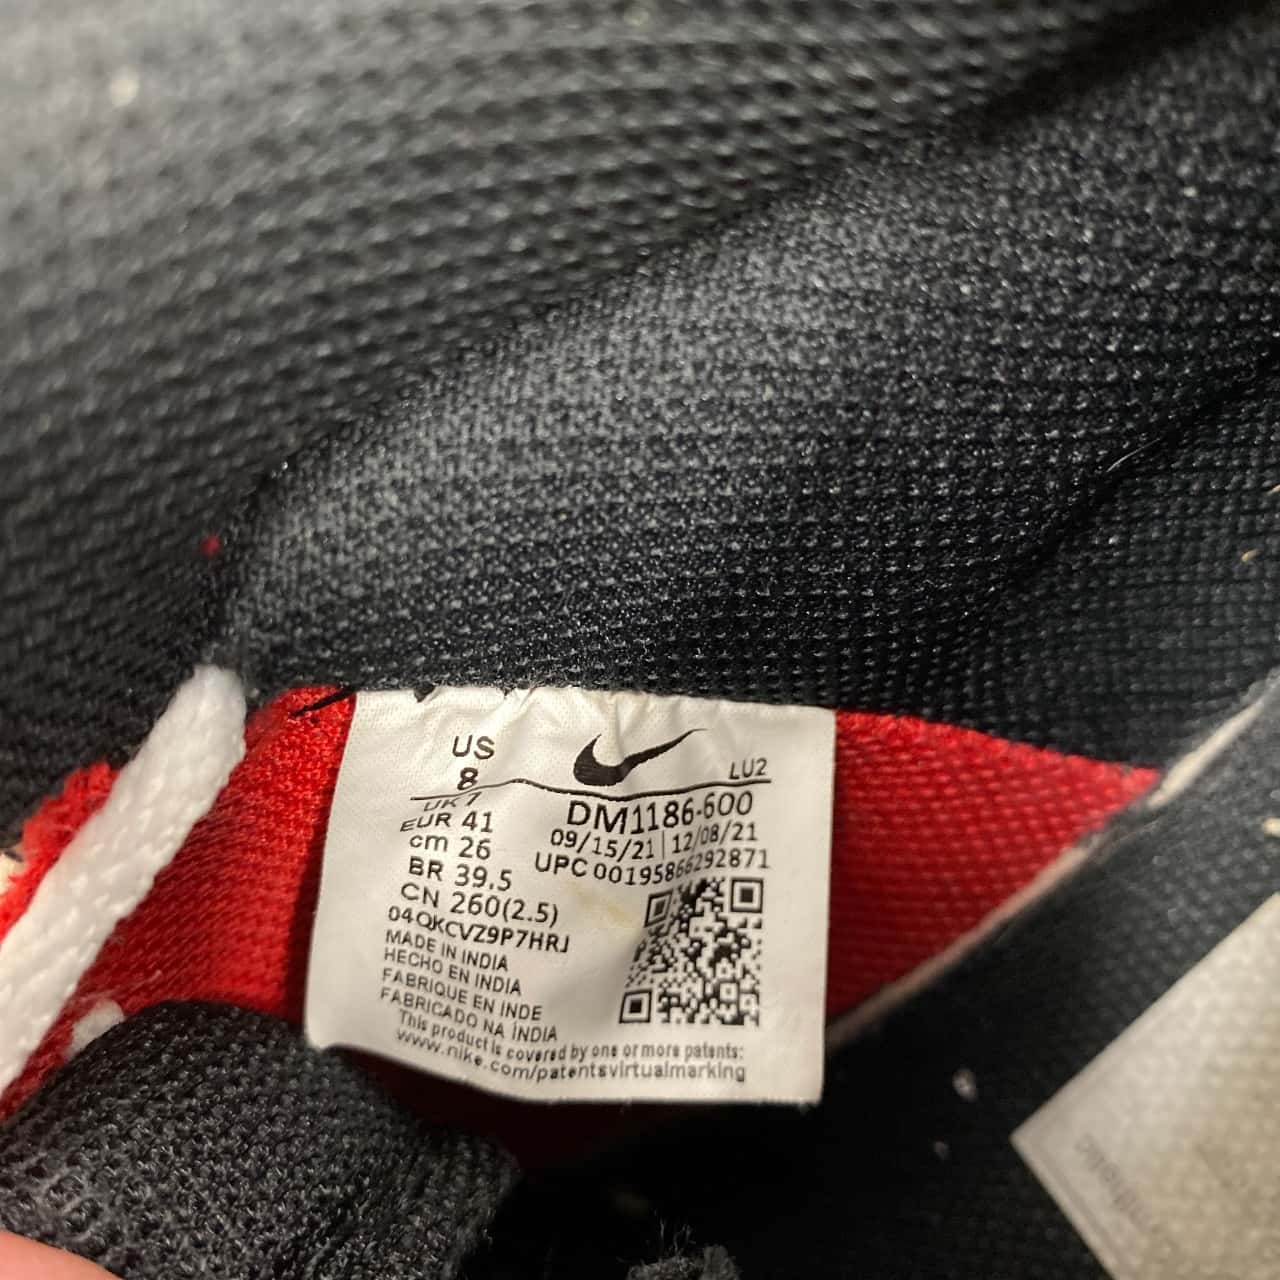 US
8
LU2
UK 7
DM1186-600
EUR 41
09/15/21 | 12/08/21
cm 26
UPC 00195866292871
BR 39.5
CN 260(2.5)
04QKCVZ9P7HRJ
MADE IN INDIA
HECHO EN INDIA
FABRIQUE EN INDE
FABRICADO NA ÍNDIA
This product is covered by one or more patents:
www.nike.com/patentsvirtualmarking